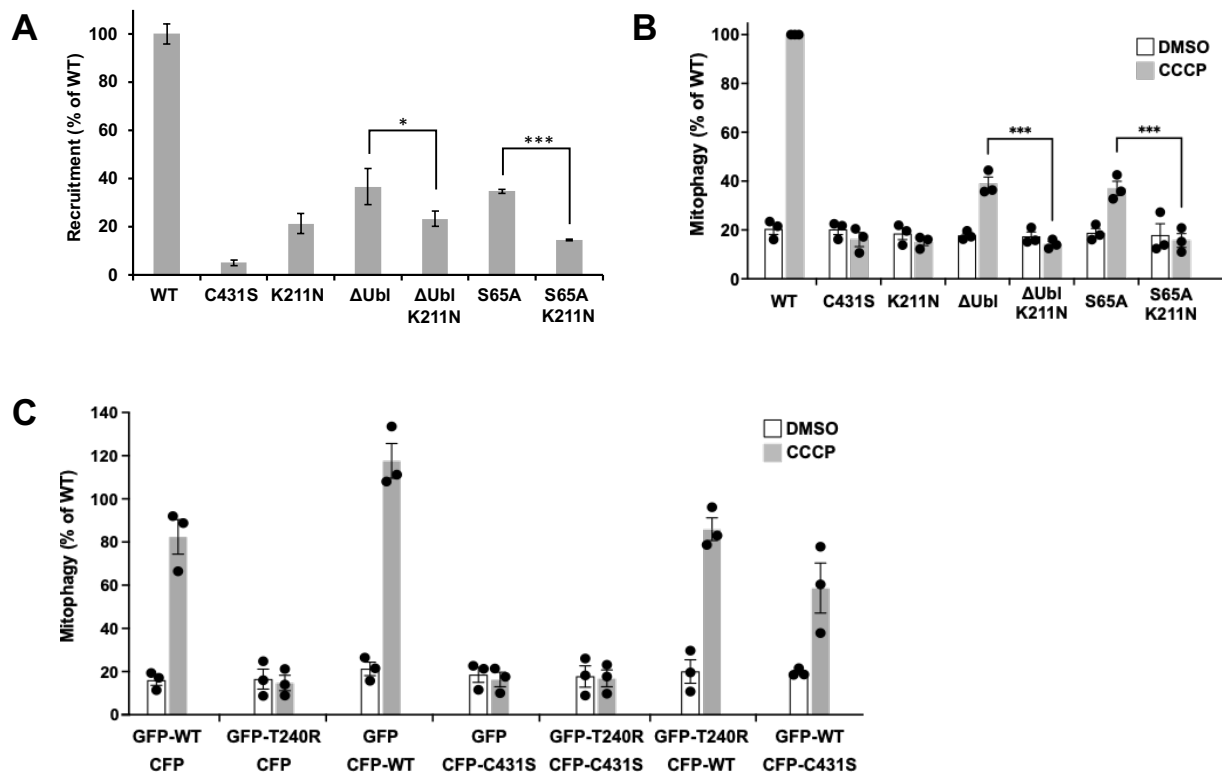 A
Recruitment (% of WT)
100
80
60
40
20
0
*
***
WT C431S K211N ΔUbl ΔUbl K211N S65A S65A K211N
B
Mitophagy (% of WT)
100
80
60
40
20
0
DMSO
CCCP
***
***
WT C431S K211N ΔUbl ΔUbl K211N S65A S65A K211N
C
Mitophagy (% of WT)
140
120
100
80
60
40
20
0
DMSO
CCCP
GFP-WT GFP-T240R GFP GFP GFP-T240R GFP-T240R GFP-WT
CFP CFP CFP-WT CFP-C431S CFP-C431S CFP-WT CFP-C431S